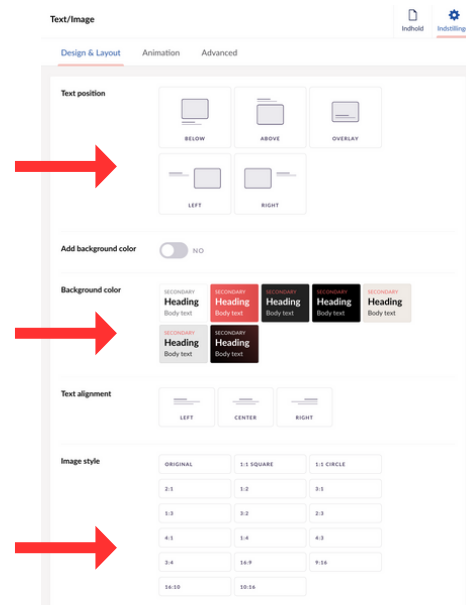 Text/Image
Indhold
Indstilling
Design & Layout
Animation
Advanced
Text position
BELOW
ABOVE
OVERLAY
LEFT
RIGHT
Add background color
NO
Background color
SECONDARY
Heading
Body text
SECONDARY
Heading
Body text
SECONDARY
Heading
Body text
SECONDARY
Heading
Body text
SECONDARY
Heading
Body text
SECONDARY
Heading
Body text
SECONDARY
Heading
Body text
Text alignment
LEFT
CENTER
RIGHT
Image style
ORIGINAL
1:1 SQUARE
1:1 CIRCLE
2:1
1:2
3:1
1:3
3:2
2:3
4:1
1:4
4:3
3:4
16:9
9:16
16:10
10:16